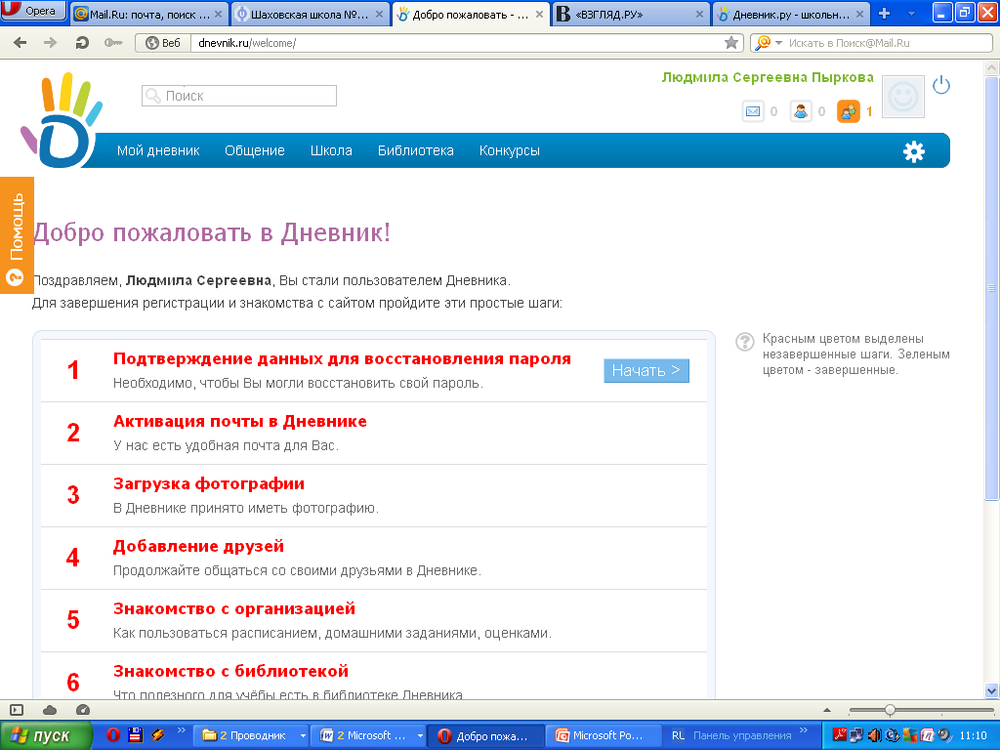 Opera
Mail.Ru: почта, поиск ...
Шаховская школа №...
Добро пожаловать - ...
«ВЗГЛЯД.РУ»
Дневник.ру - школьн...
Веб
dnevnik.ru/welcome/
Искать в Поиск@Mail.Ru
Людмила Сергеевна Пыркова
Поиск
0
0
1
Мой дневник
Общение
Школа
Библиотека
Конкурсы
Помощь
Добро пожаловать в Дневник!
Поздравляем, Людмила Сергеевна, Вы стали пользователем Дневника.
Для завершения регистрации и знакомства с сайтом пройдите эти простые шаги:
1
Подтверждение данных для восстановления пароля
Необходимо, чтобы Вы могли восстановить свой пароль.
Начать >
Красным цветом выделены
незавершенные шаги. Зеленым
цветом - завершенные.
2
Активация почты в Дневнике
У нас есть удобная почта для Вас.
3
Загрузка фотографии
В Дневнике принято иметь фотографию.
4
Добавление друзей
Продолжайте общаться со своими друзьями в Дневнике.
5
Знакомство с организацией
Как пользоваться расписанием, домашними заданиями, оценками.
6
Знакомство с библиотекой
Что полезного для учёбы есть в библиотеке Дневника
пуск
2 Проводник
2 Microsoft ...
Добро пожа...
Microsoft Po...
RL
Панель управления
11:10